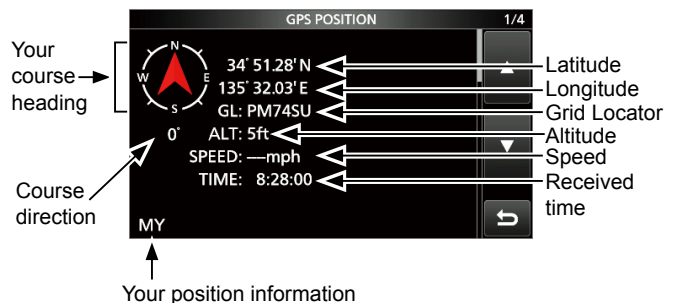 GPS POSITION 1/4
Your
course
heading
N
W E
S
34°51.28'N
135°32.03'E
GL: PM74SU
0° ALT: 5ft
SPEED: ––mph
TIME: 8:28:00
MY
Latitude
Longitude
Grid Locator
Altitude
Speed
Received
time
Course
direction
Your position information